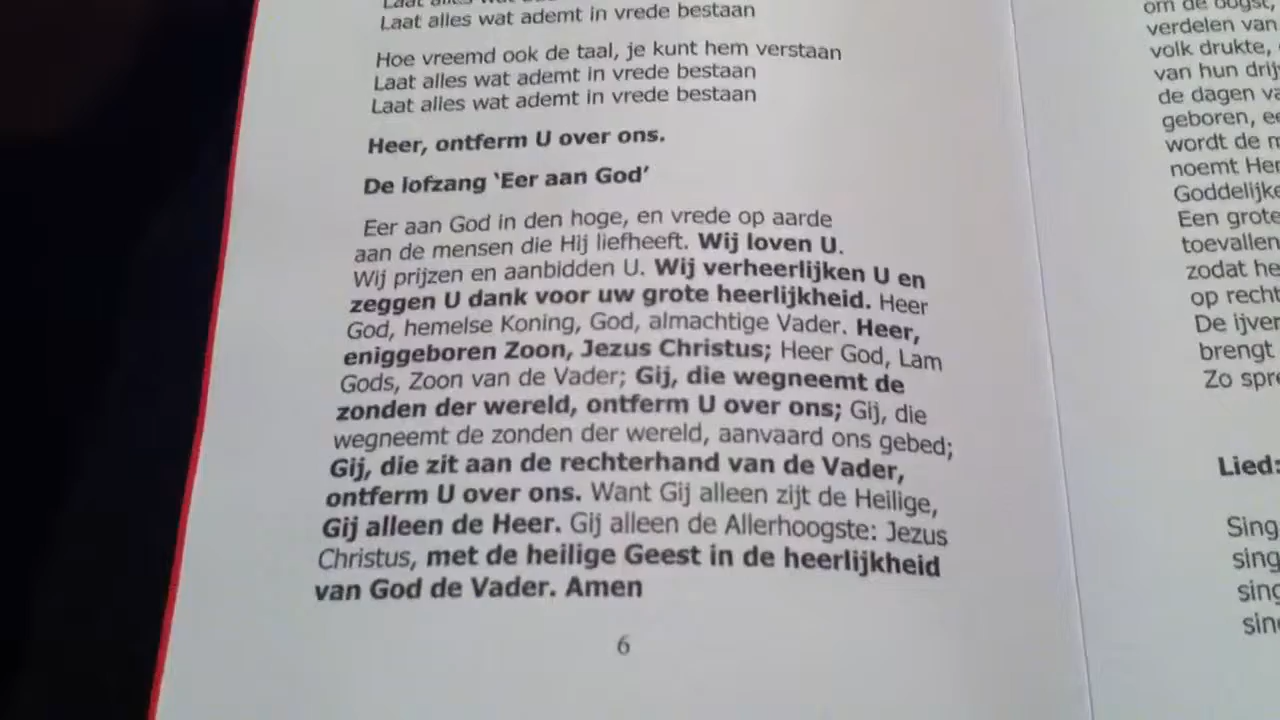 Laat alles wat
Laat alles wat ademt in vrede bestaan
Hoe vreemd ook de taal, je kunt hem verstaan
Laat alles wat ademt in vrede bestaan
Laat alles wat ademt in vrede bestaan
Heer, ontferm U over ons.
De lofzang ‘Eer aan God’
Eer aan God in den hoge, en vrede op aarde
aan de mensen die Hij liefheeft. Wij loven U.
Wij prijzen en aanbidden U. Wij verheerlijken U en
zeggen U dank voor uw grote heerlijkheid. Heer
God, hemelse Koning, God, almachtige Vader. Heer,
eniggeboren Zoon, Jezus Christus; Heer God, Lam
Gods, Zoon van de Vader; Gij, die wegneemt de
zonden der wereld, ontferm U over ons; Gij, die
wegneemt de zonden der wereld, aanvaard ons gebed;
Gij, die zit aan de rechterhand van de Vader,
ontferm U over ons. Want Gij alleen zijt de Heilige,
Gij alleen de Heer. Gij alleen de Allerhoogste: Jezus
Christus, met de heilige Geest in de heerlijkheid
van God de Vader. Amen
6
om de oogst,
verdelen van
volk drukte,
van hun
de dagen
geboren,
wordt de
noemt
Een
toevallen
zodat
op
De
brengt
Zo
Lied: